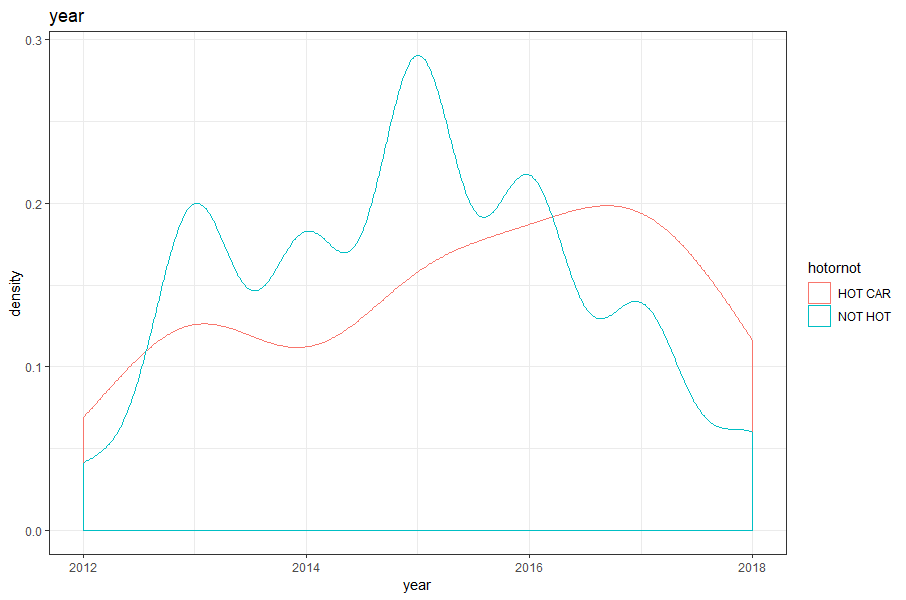 year
0.3
0.2
0.1
0.0
density
2012
2014
2016
2018
year
hotornot
HOT CAR
NOT HOT